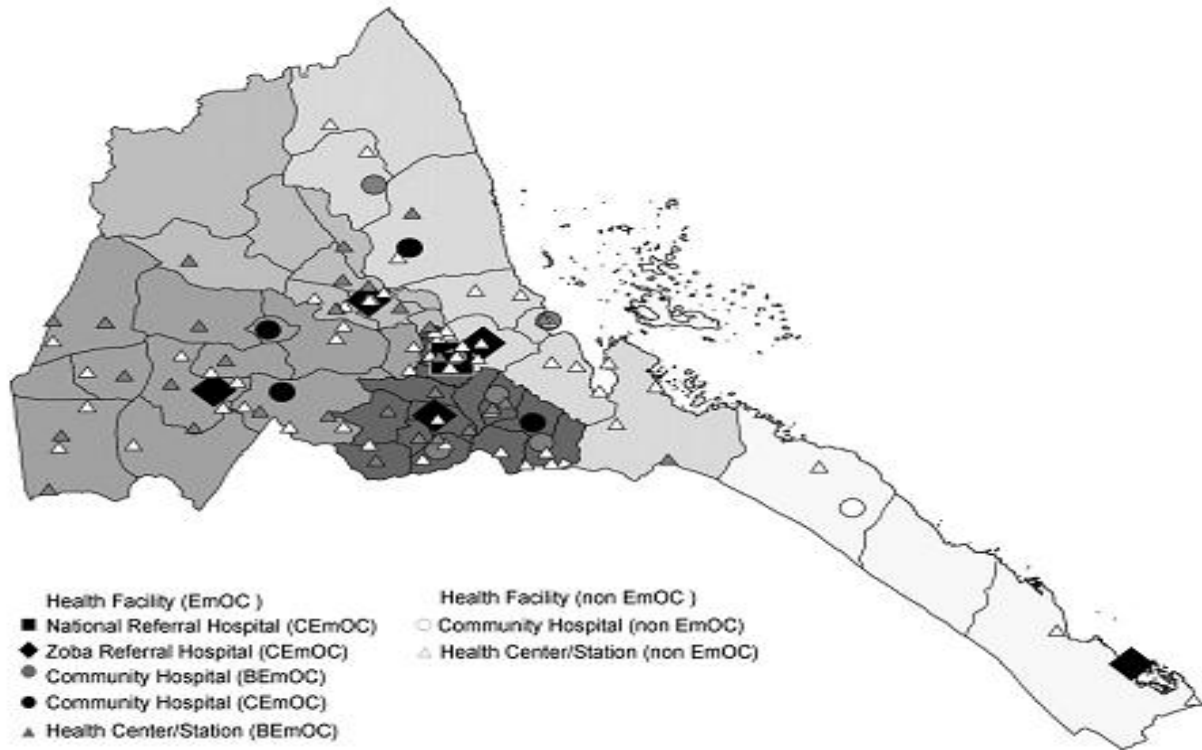 Health Facility (EmOC )
National Referral Hospital (CEmOC)
Zoba Referral Hospital (CEmOC)
Community Hospital (BEmOC)
Community Hospital (CEmOC)
Health Center/Station (BEmOC)
Health Facility (non EmOC )
Community Hospital (non EmOC)
Health Center/Station (non EmOC)